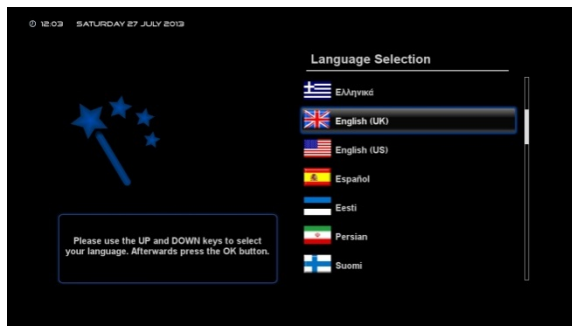 12:03 SATURDAY 27 JULY 2013
Language Selection
Ελληνικά
English (UK)
English (US)
Español
Eesti
Persian
Suomi
Please use the UP and DOWN keys to select
your language. Afterwards press the OK button.